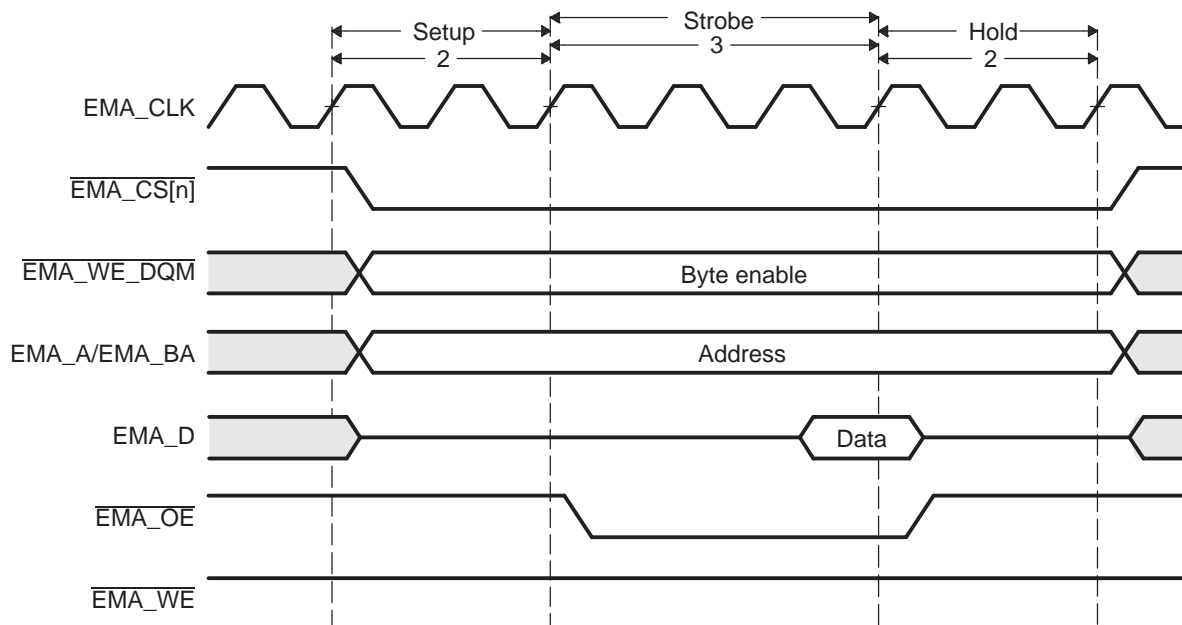 Setup
Strobe
Hold
2
3
2
EMA_CLK
EMA_CS[n]
EMA_WE_DQM
Byte enable
EMA_A/EMA_BA
Address
EMA_D
Data
EMA_OE
EMA_WE